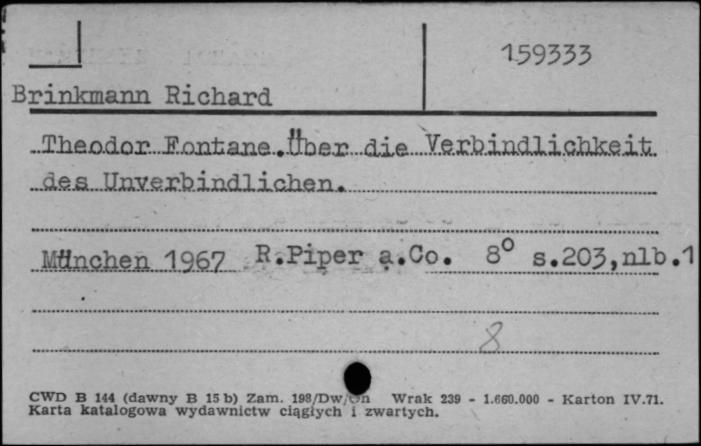 159333
Brinkmann Richard
Theodor Fontane.Über die Verbindlichkeit
des Unverbindlichen.
München 1967 R.Piper a.Co. 8° s.203,nlb.1
8
CWD B 144 (dawny B 15 b) Zam. 198/Dw/ Wrak 239 - 1.660.000 - Karton IV.71.
Karta katalogowa wydawnictw ciągłych i zwartych.